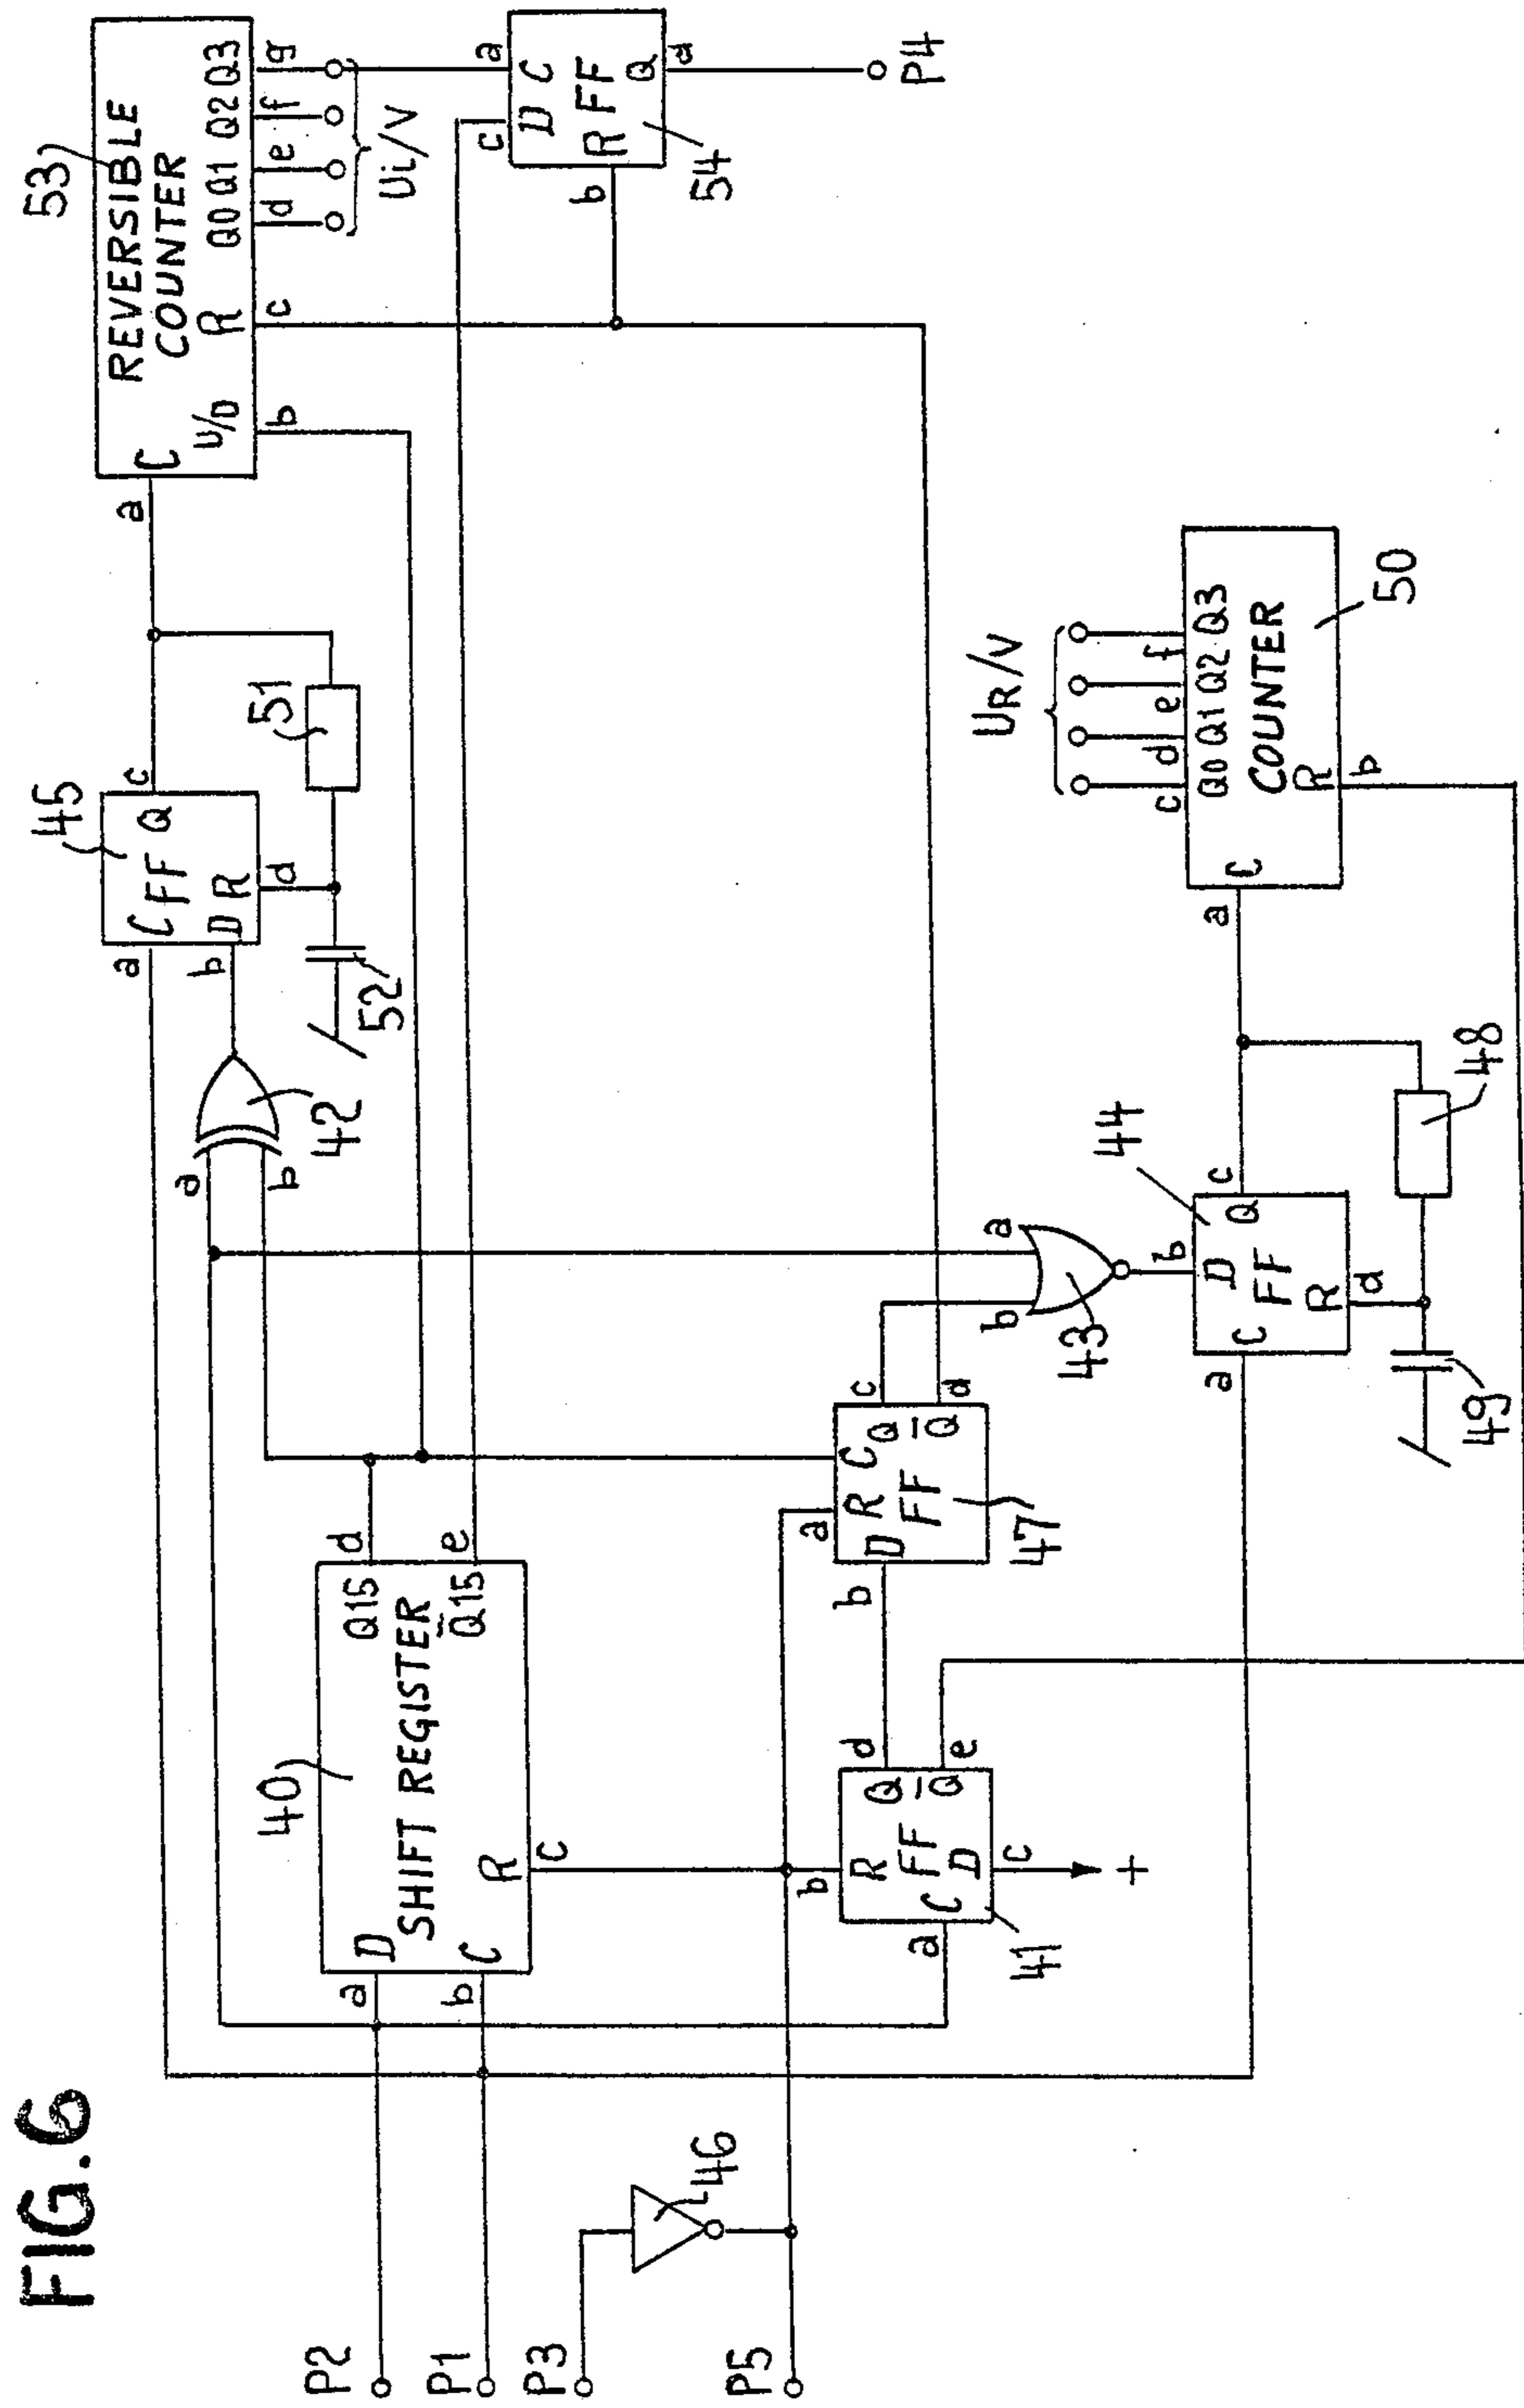 FIG.6
P2
P1
P3
P5
46
40
SHIFT REGISTER
D
C
R
Q15
Q̅15
a
b
C
d
e
41
FF
R
C
D
Q
Q̅
a
b
c
d
e
+
47
FF
R
C
D
Q
Q̅
a
b
c
d
42
a
b
43
a
b
44
FF
C
D
R
Q
a
b
c
d
48
49
45
FF
C
D
R
Q
a
b
c
d
51
52
50
COUNTER
C
R
Q0 Q1 Q2 Q3
a
b
c
d
e
f
UR/V
53
REVERSIBLE
COUNTER
C
U/D
R
Q0 Q1 Q2 Q3
a
b
c
d
e
f
g
Ui/V
54
FF
D
C
R
Q
a
b
c
d
P4